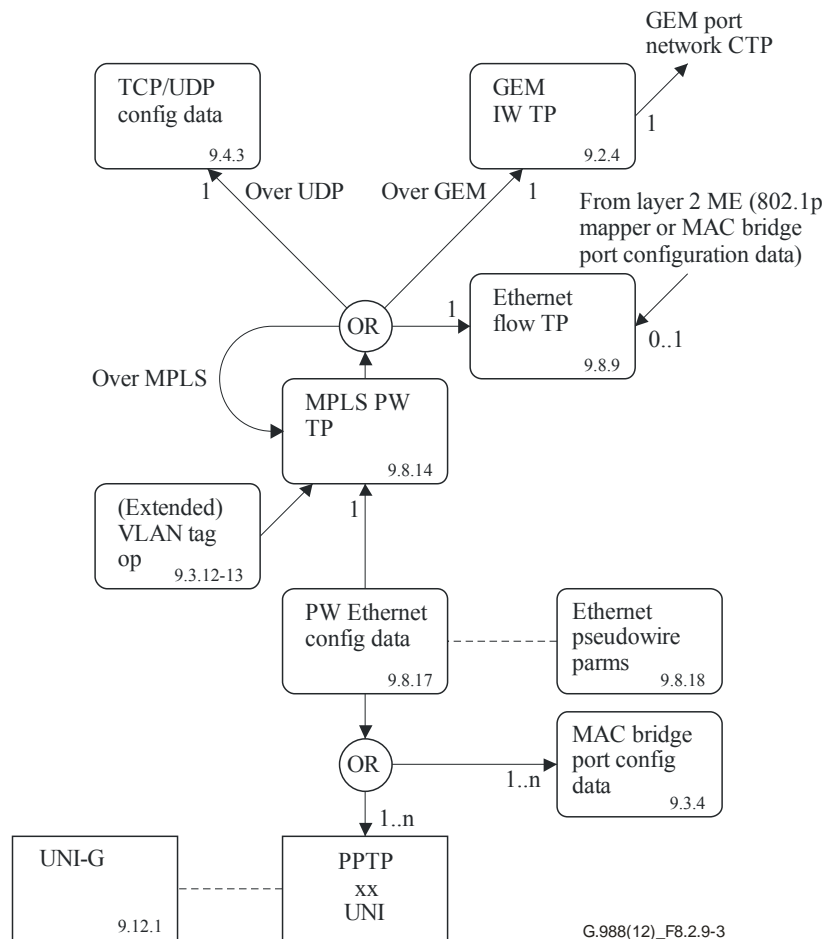 GEM port
network CTP
TCP/UDP
config data
9.4.3
GEM
IW TP
9.2.4
1
1
Over UDP
Over GEM
1
From layer 2 ME (802.1p
mapper or MAC bridge
port configuration data)
OR
1
Ethernet
flow TP
9.8.9
0..1
Over MPLS
MPLS PW
TP
9.8.14
(Extended)
VLAN tag
op
9.3.12-13
1
PW Ethernet
config data
9.8.17
Ethernet
pseudowire
parms
9.8.18
OR
1..n
MAC bridge
port config
data
9.3.4
1..n
UNI-G
9.12.1
PPTP
xx
UNI
G.988(12)_F8.2.9-3